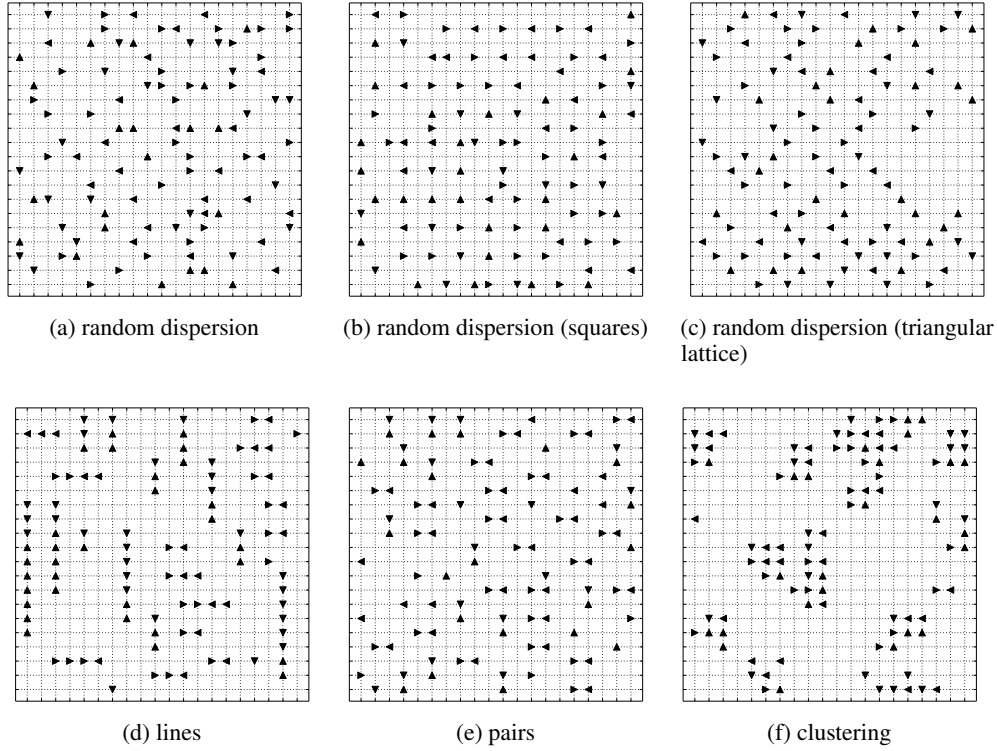 (a) random dispersion
(b) random dispersion (squares)
(c) random dispersion (triangular
lattice)
(d) lines
(e) pairs
(f) clustering